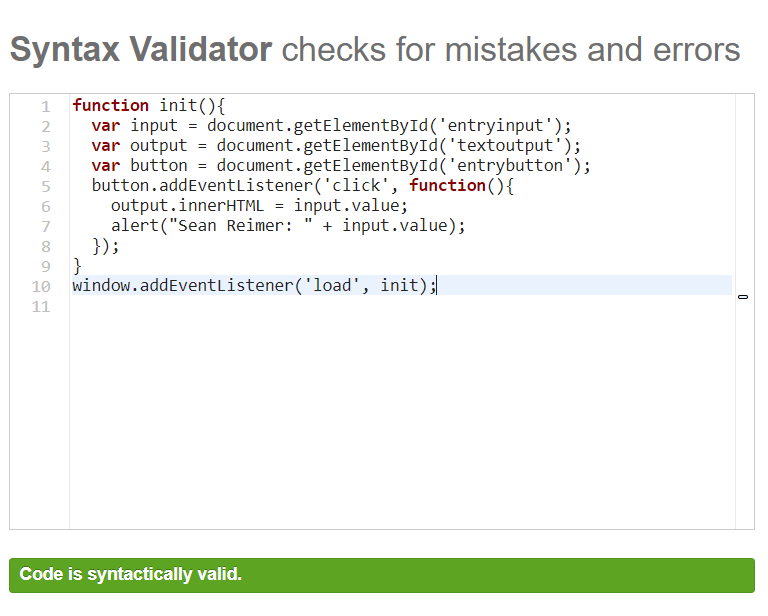 Syntax Validator checks for mistakes and errors
1 function init(){
2   var input = document.getElementById('entryinput');
3   var output = document.getElementById('textoutput');
4   var button = document.getElementById('entrybutton');
5   button.addEventListener('click', function(){
6     output.innerHTML = input.value;
7     alert("Sean Reimer: " + input.value);
8   });
9 }
10 window.addEventListener('load', init);
11
Code is syntactically valid.